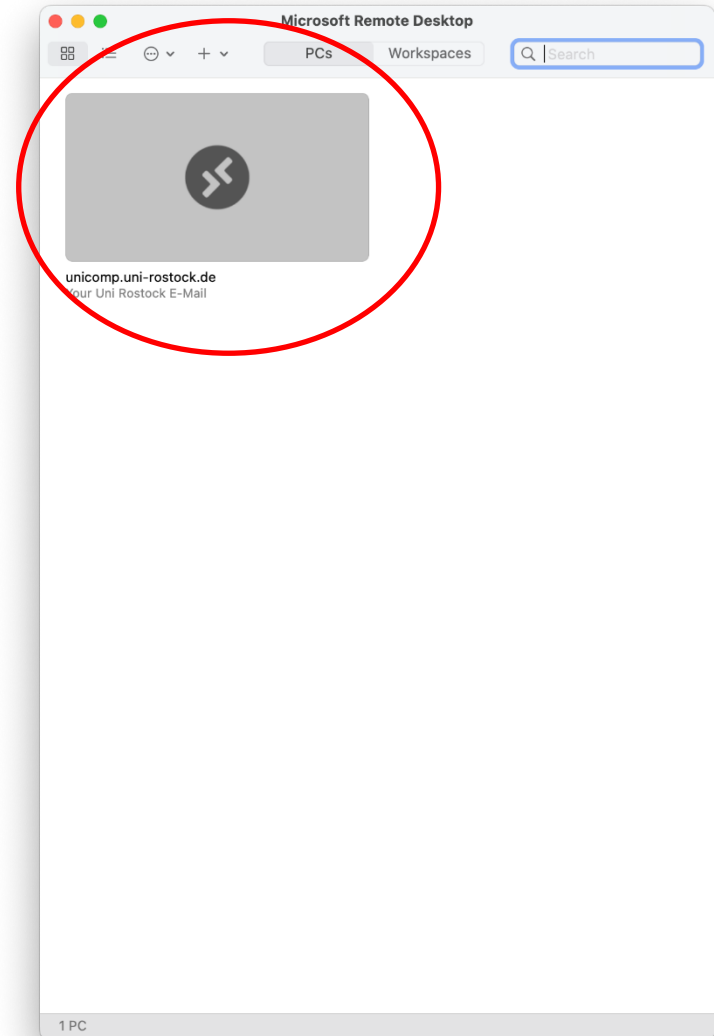 Microsoft Remote Desktop
PCs Workspaces Search
unicomp.uni-rostock.de
Your Uni Rostock E-Mail
1 PC